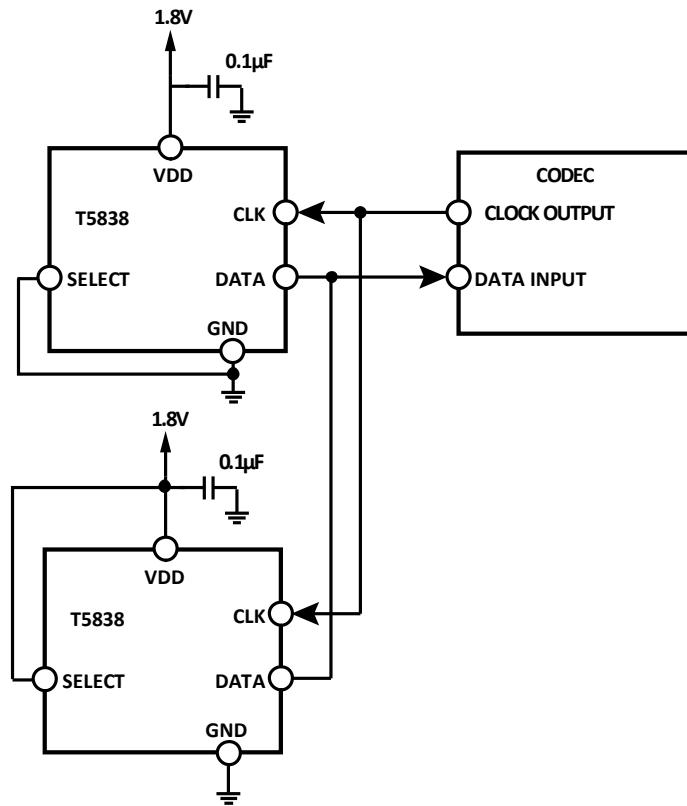 1.8V
0.1µF
VDD
CODEC
T5838
CLK
CLOCK OUTPUT
SELECT
DATA
DATA INPUT
GND
1.8V
0.1µF
VDD
T5838
CLK
SELECT
DATA
GND